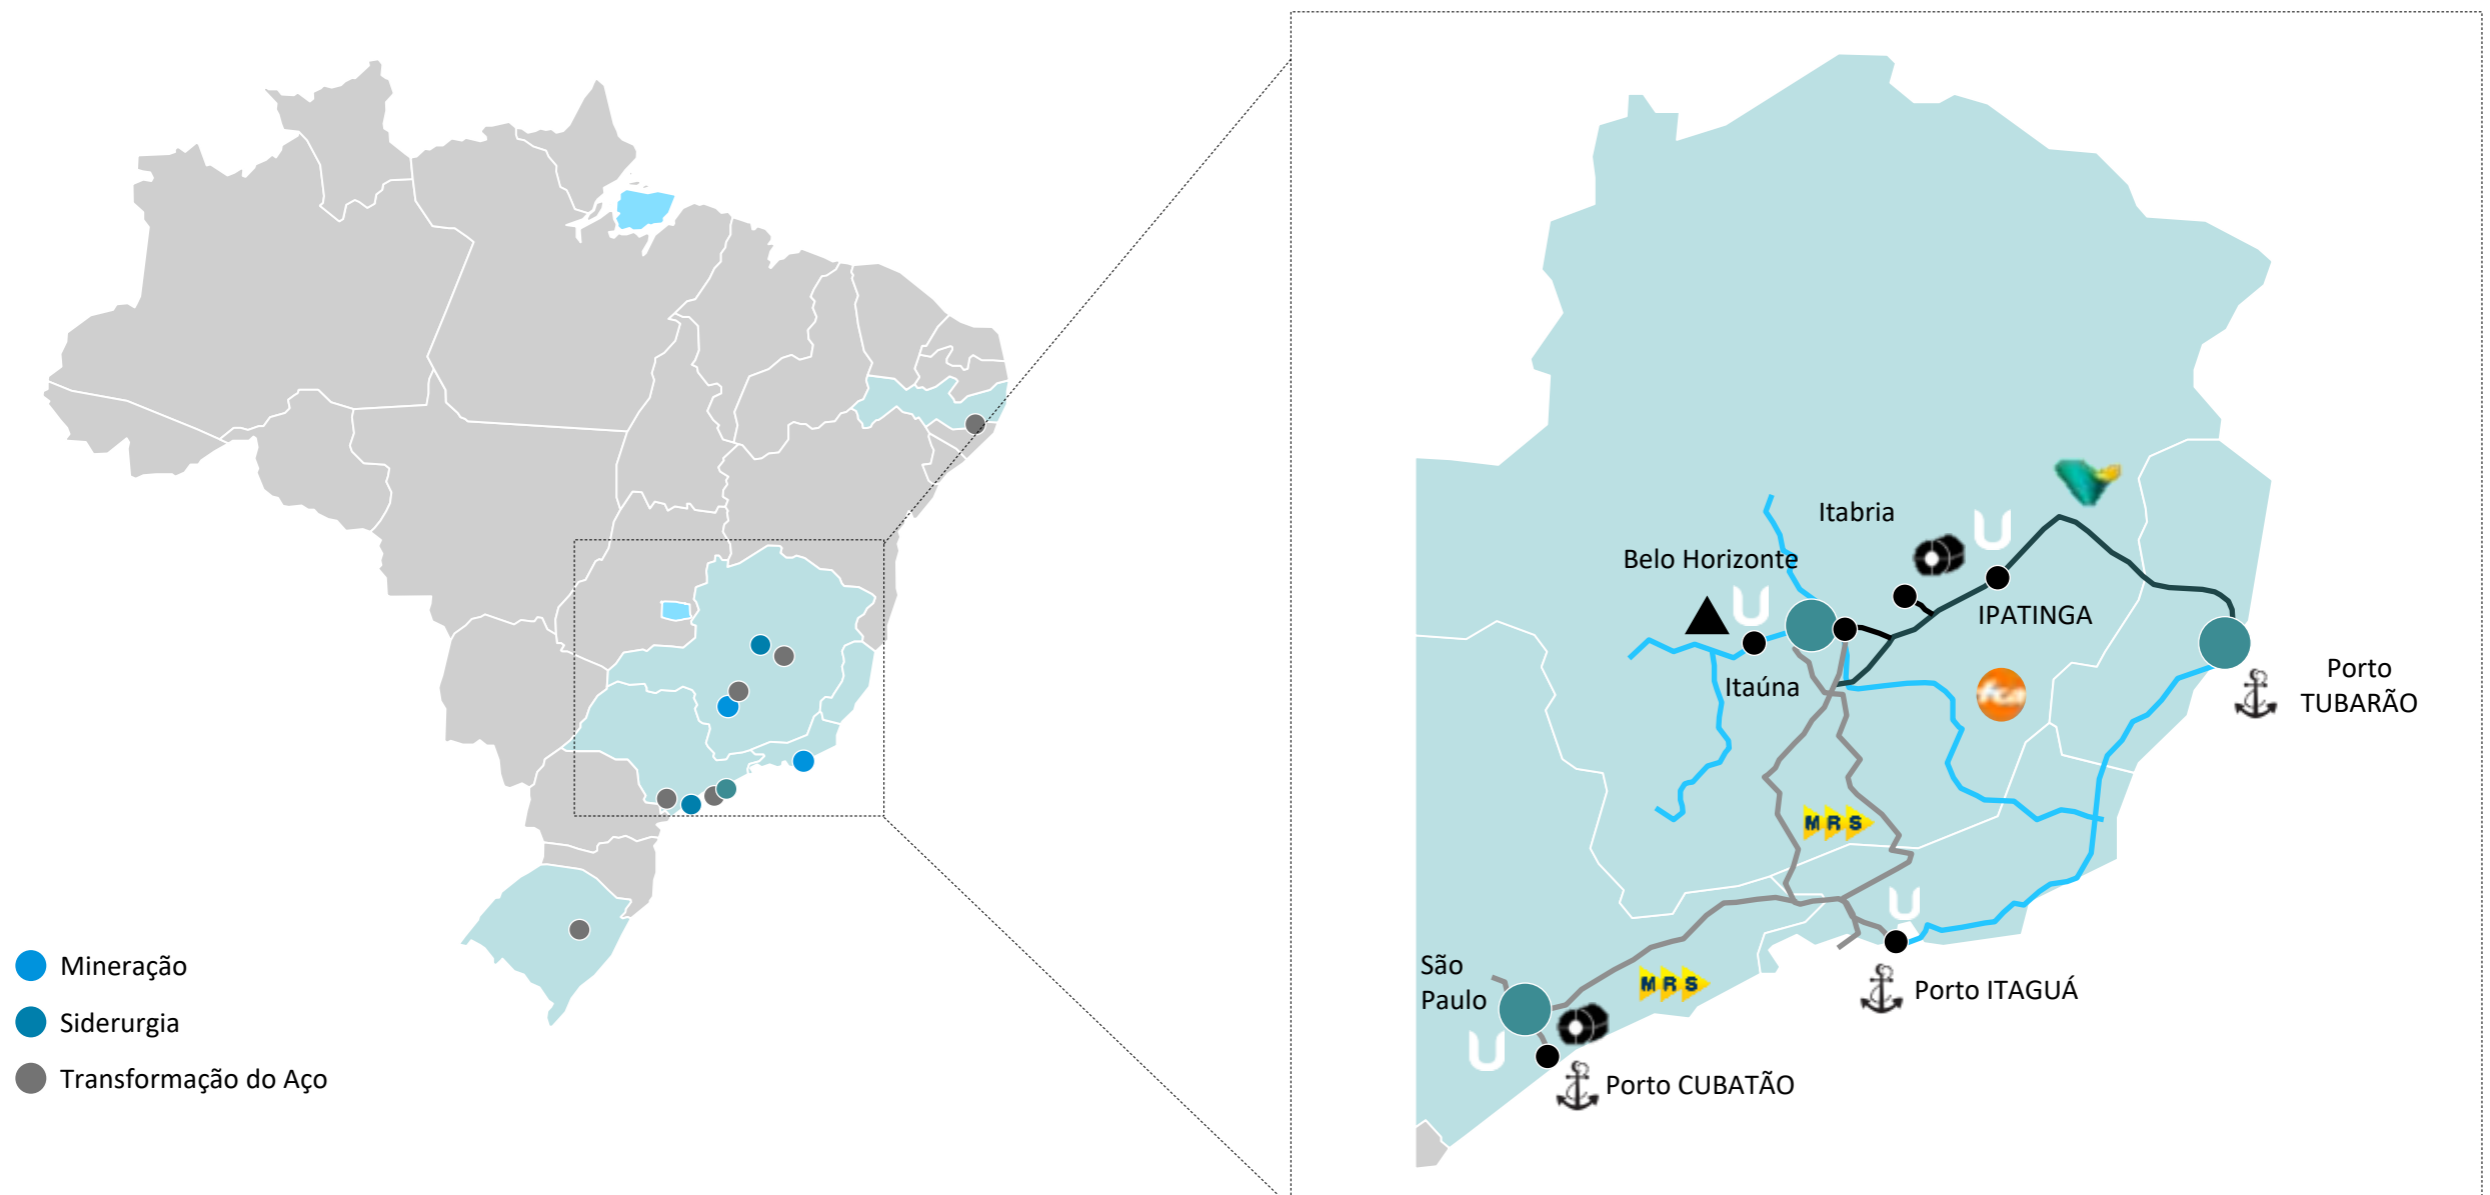 Mineração
Siderurgia
Transformação do Aço
Itabria
Belo Horizonte
IPATINGA
Itaúna
Porto
TUBARÃO
MRS
São
Paulo
MRS
Porto ITAGUÁ
Porto CUBATÃO